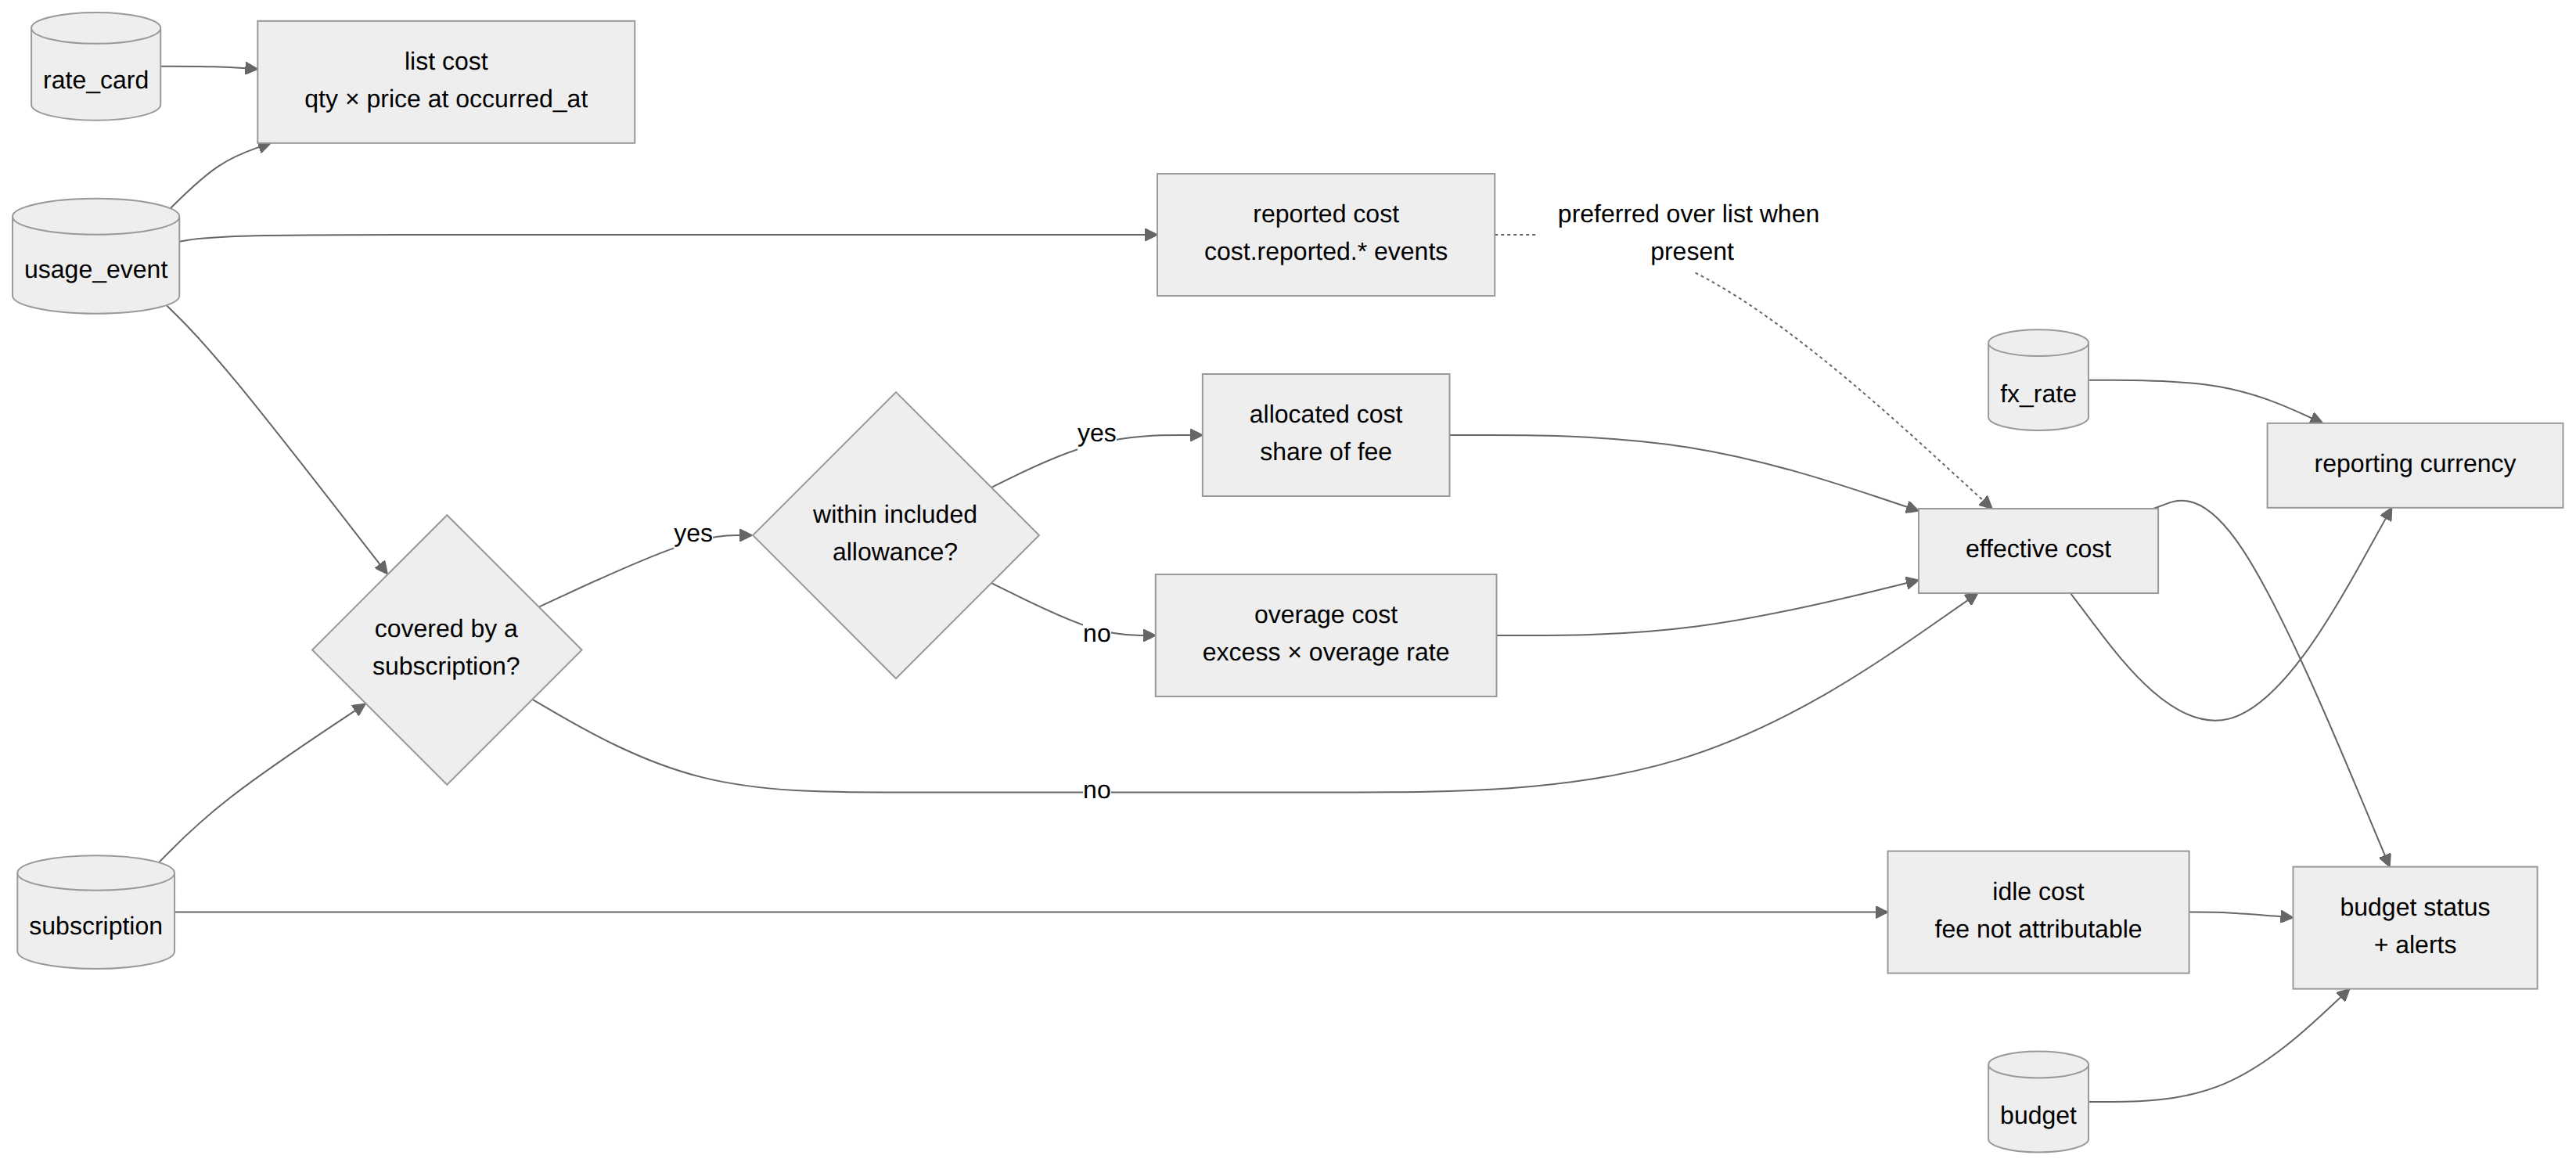 rate_card
list cost
qty × price at occurred_at
usage_event
reported cost
cost.reported.* events
preferred over list when
present
fx_rate
reporting currency
allocated cost
share of fee
yes
within included
allowance?
yes
effective cost
overage cost
excess × overage rate
no
covered by a
subscription?
no
subscription
idle cost
fee not attributable
budget status
+ alerts
budget